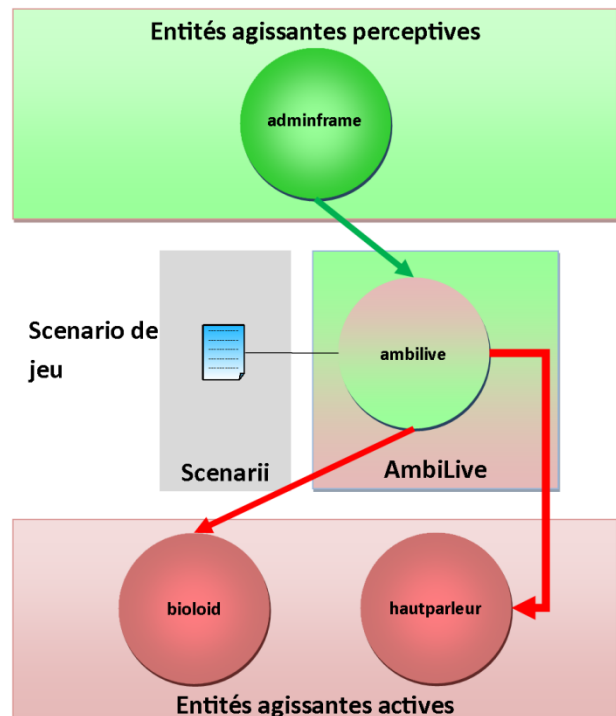 Entités agissantes perceptives
adminframe
Scenario de
jeu
ambilive
Scenarii
AmbiLive
bioloid
hautparleur
Entités agissantes actives